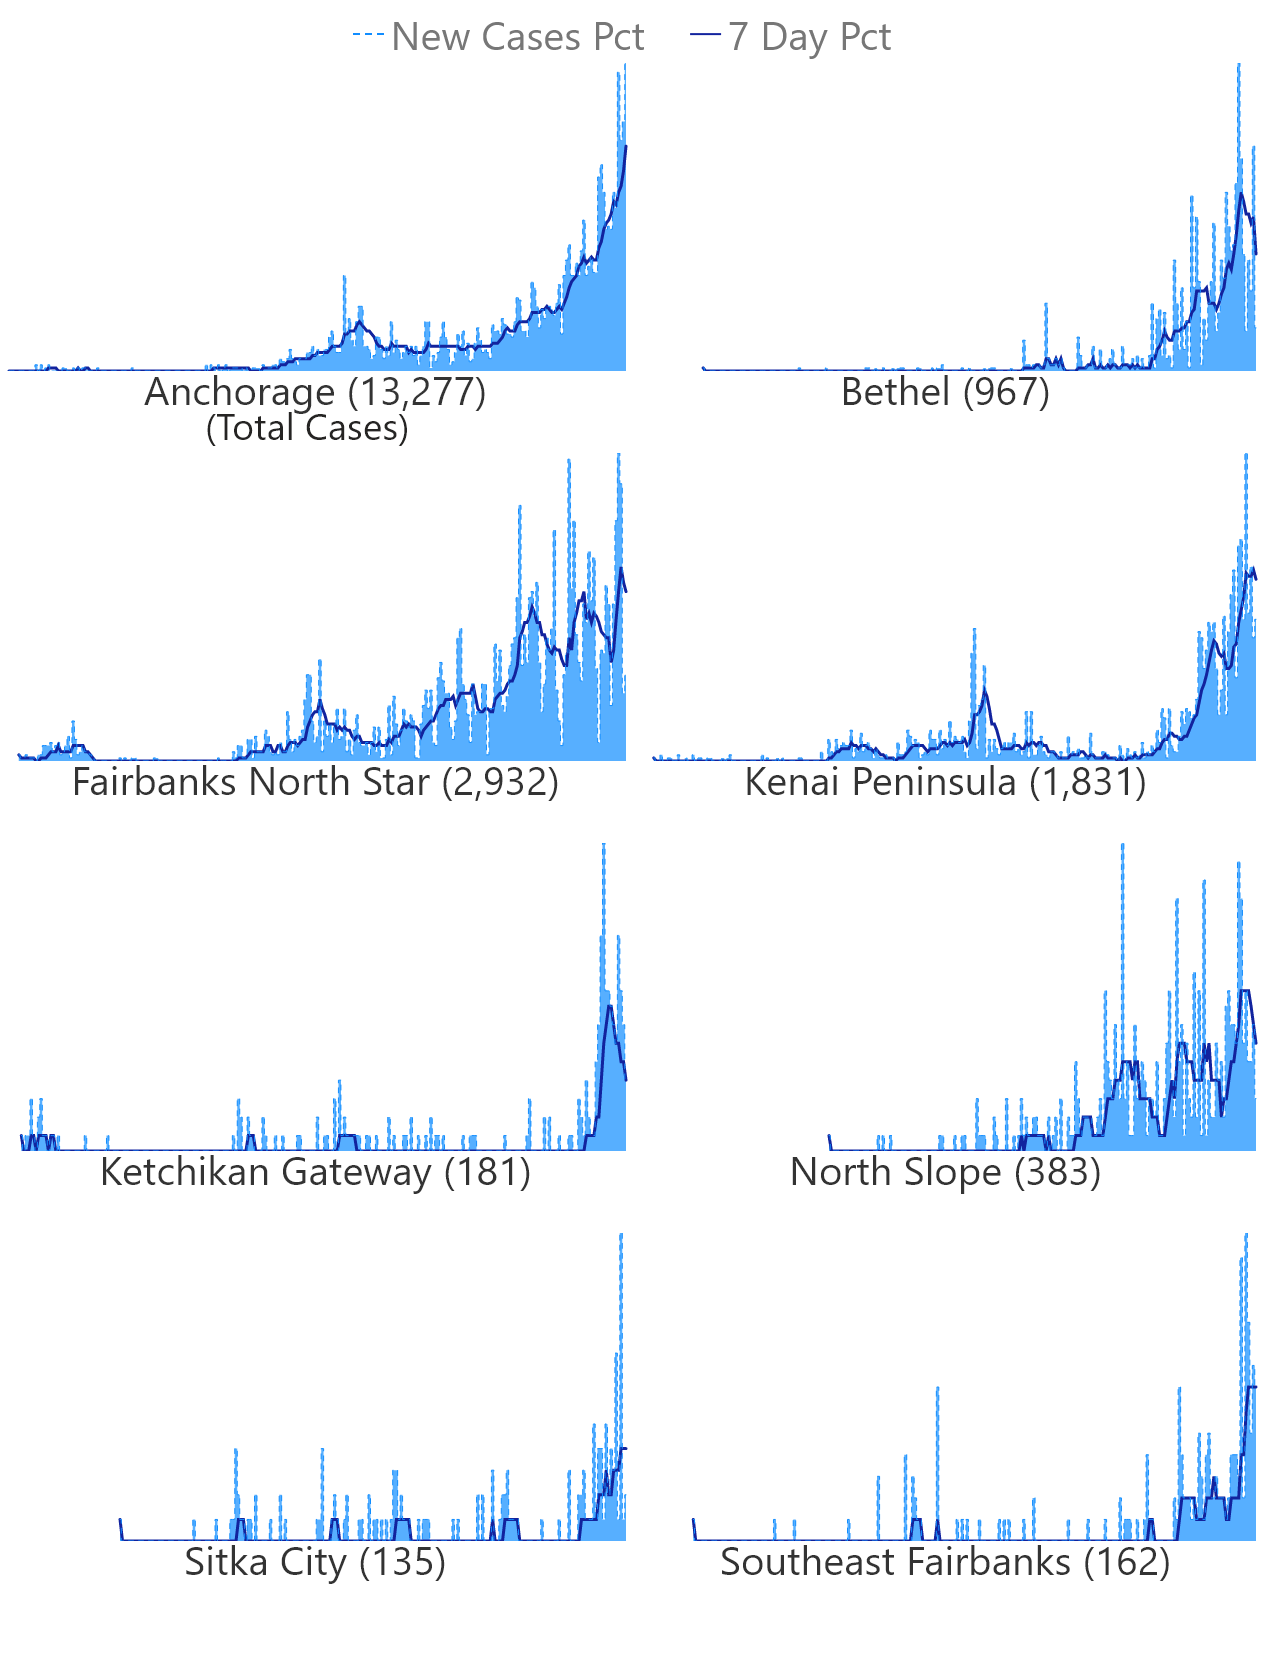 New Cases Pct 7 Day Pct
Anchorage (13,277) Bethel (967)
(Total Cases)
Fairbanks North Star (2,932) Kenai Peninsula (1,831)
Ketchikan Gateway (181) North Slope (383)
Sitka City (135) Southeast Fairbanks (162)